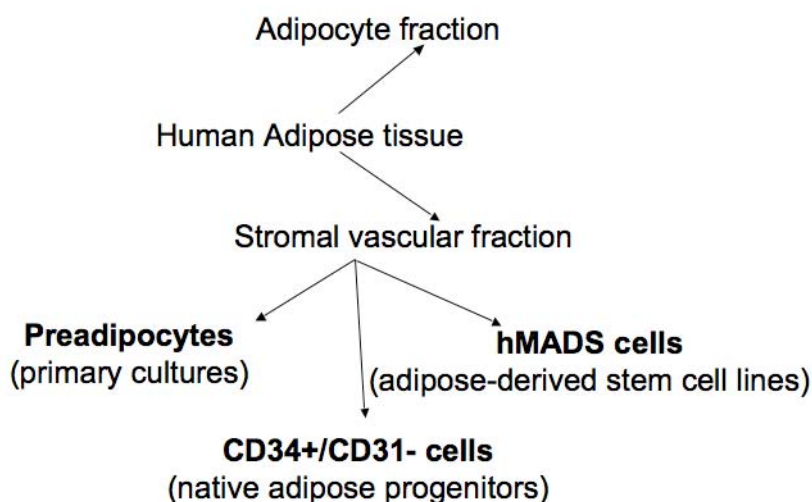 Adipocyte fraction
Human Adipose tissue
Stromal vascular fraction
Preadipocytes
(primary cultures)
hMADS cells
(adipose-derived stem cell lines)
CD34+/CD31- cells
(native adipose progenitors)